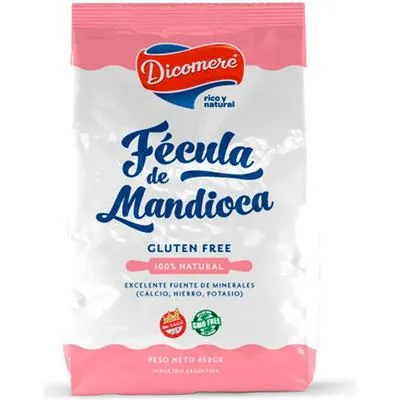 Dicomere
rico y
natural
Fécula
de
Mandioca
GLUTEN FREE
100% NATURAL
EXCELENTE FUENTE DE MINERALES
(CALCIO, HIERRO, POTASIO)
SIN T.A.C.C.
GMO FREE
PESO NETO 450GR
INDUSTRIA ARGENTINA